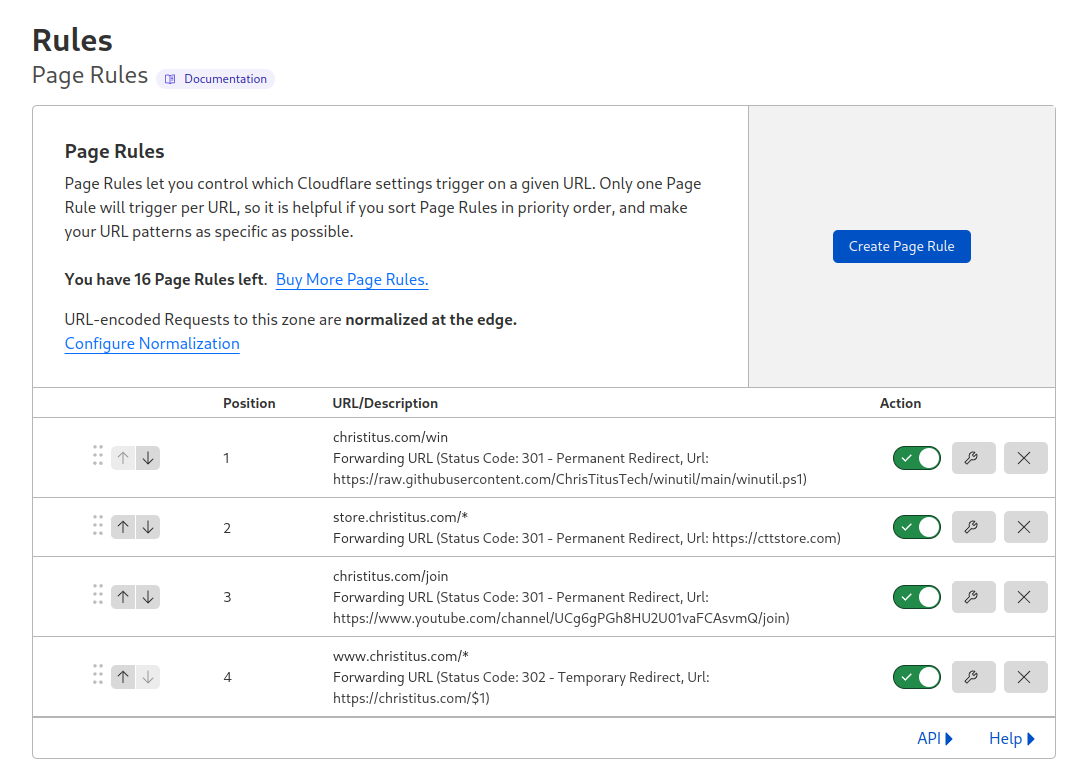 Rules
Page Rules Documentation
Page Rules
Page Rules let you control which Cloudflare settings trigger on a given URL. Only one Page
Rule will trigger per URL, so it is helpful if you sort Page Rules in priority order, and make
your URL patterns as specific as possible.
Create Page Rule
You have 16 Page Rules left. Buy More Page Rules.
URL-encoded Requests to this zone are normalized at the edge.
Configure Normalization
Position URL/Description Action
christitus.com/win
1 Forwarding URL (Status Code: 301 - Permanent Redirect, Url:
https://raw.githubusercontent.com/ChrisTitusTech/winutil/main/winutil.ps1)
store.christitus.com/*
2 Forwarding URL (Status Code: 301 - Permanent Redirect, Url: https://cttstore.com)
christitus.com/join
3 Forwarding URL (Status Code: 301 - Permanent Redirect, Url:
https://www.youtube.com/channel/UCg6gPGh8HU2U01vaFCAsvmQ/join)
www.christitus.com/*
4 Forwarding URL (Status Code: 302 - Temporary Redirect, Url:
https://christitus.com/$1)
API Help